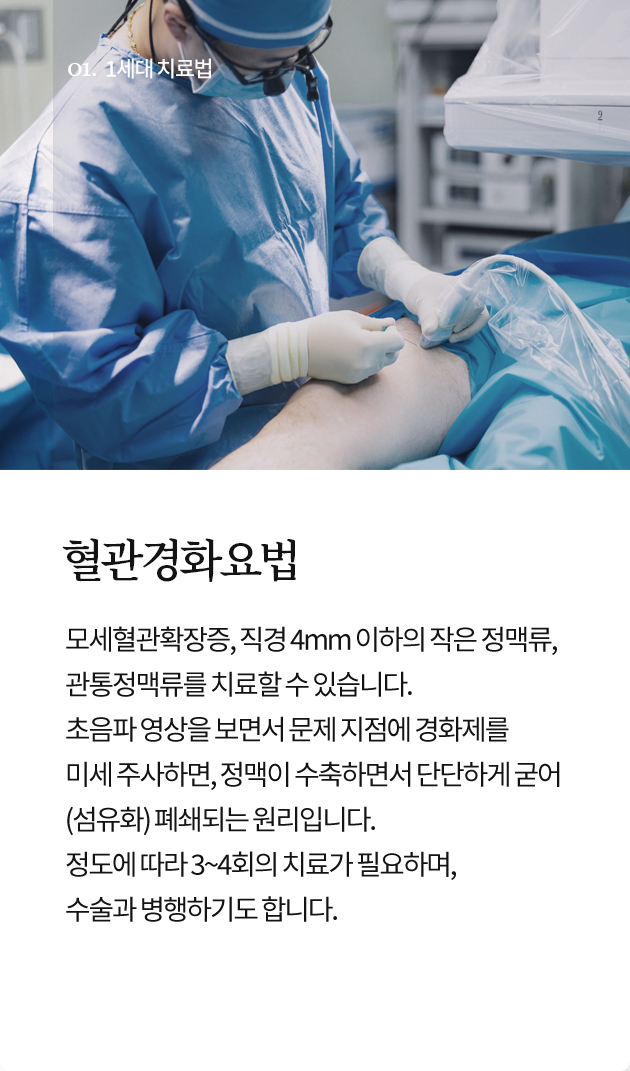 01. 1세대 치료법
혈관경화요법
모세혈관확장증, 직경 4mm 이하의 작은 정맥류,
관통정맥류를 치료할 수 있습니다.
초음파 영상을 보면서 문제 지점에 경화제를
미세 주사하면, 정맥이 수축하면서 단단하게 굳어
(섬유화) 폐쇄되는 원리입니다.
정도에 따라 3~4회의 치료가 필요하며,
수술과 병행하기도 합니다.